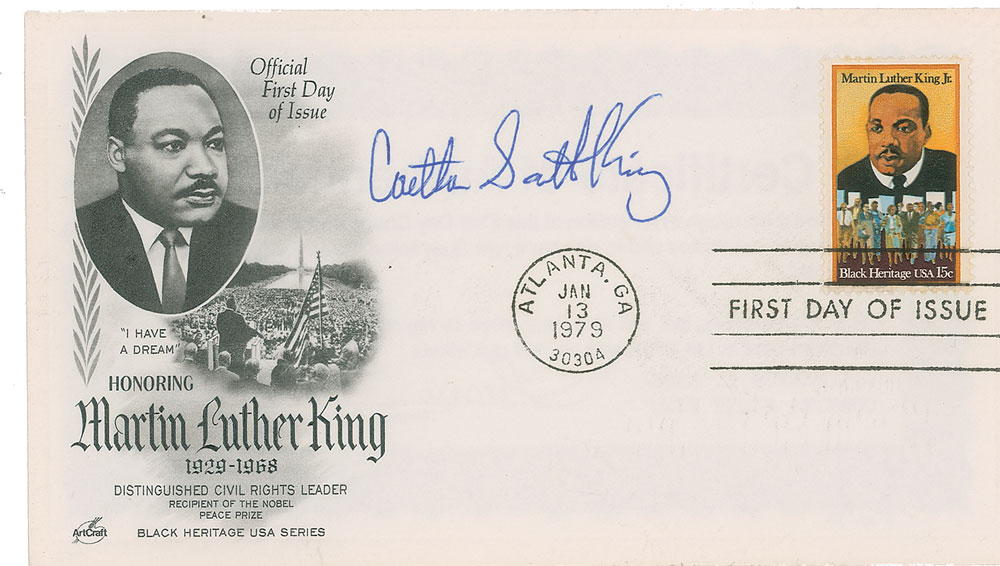 Official
First Day
of Issue
Coretta Scott King
Martin Luther King Jr.
Black Heritage USA 15c
ATLANTA, GA
JAN
13
1979
30304
FIRST DAY OF ISSUE
"I HAVE
A DREAM"
HONORING
Martin Luther King
1929-1968
DISTINGUISHED CIVIL RIGHTS LEADER
RECIPIENT OF THE NOBEL
PEACE PRIZE
ArtCraft
BLACK HERITAGE USA SERIES